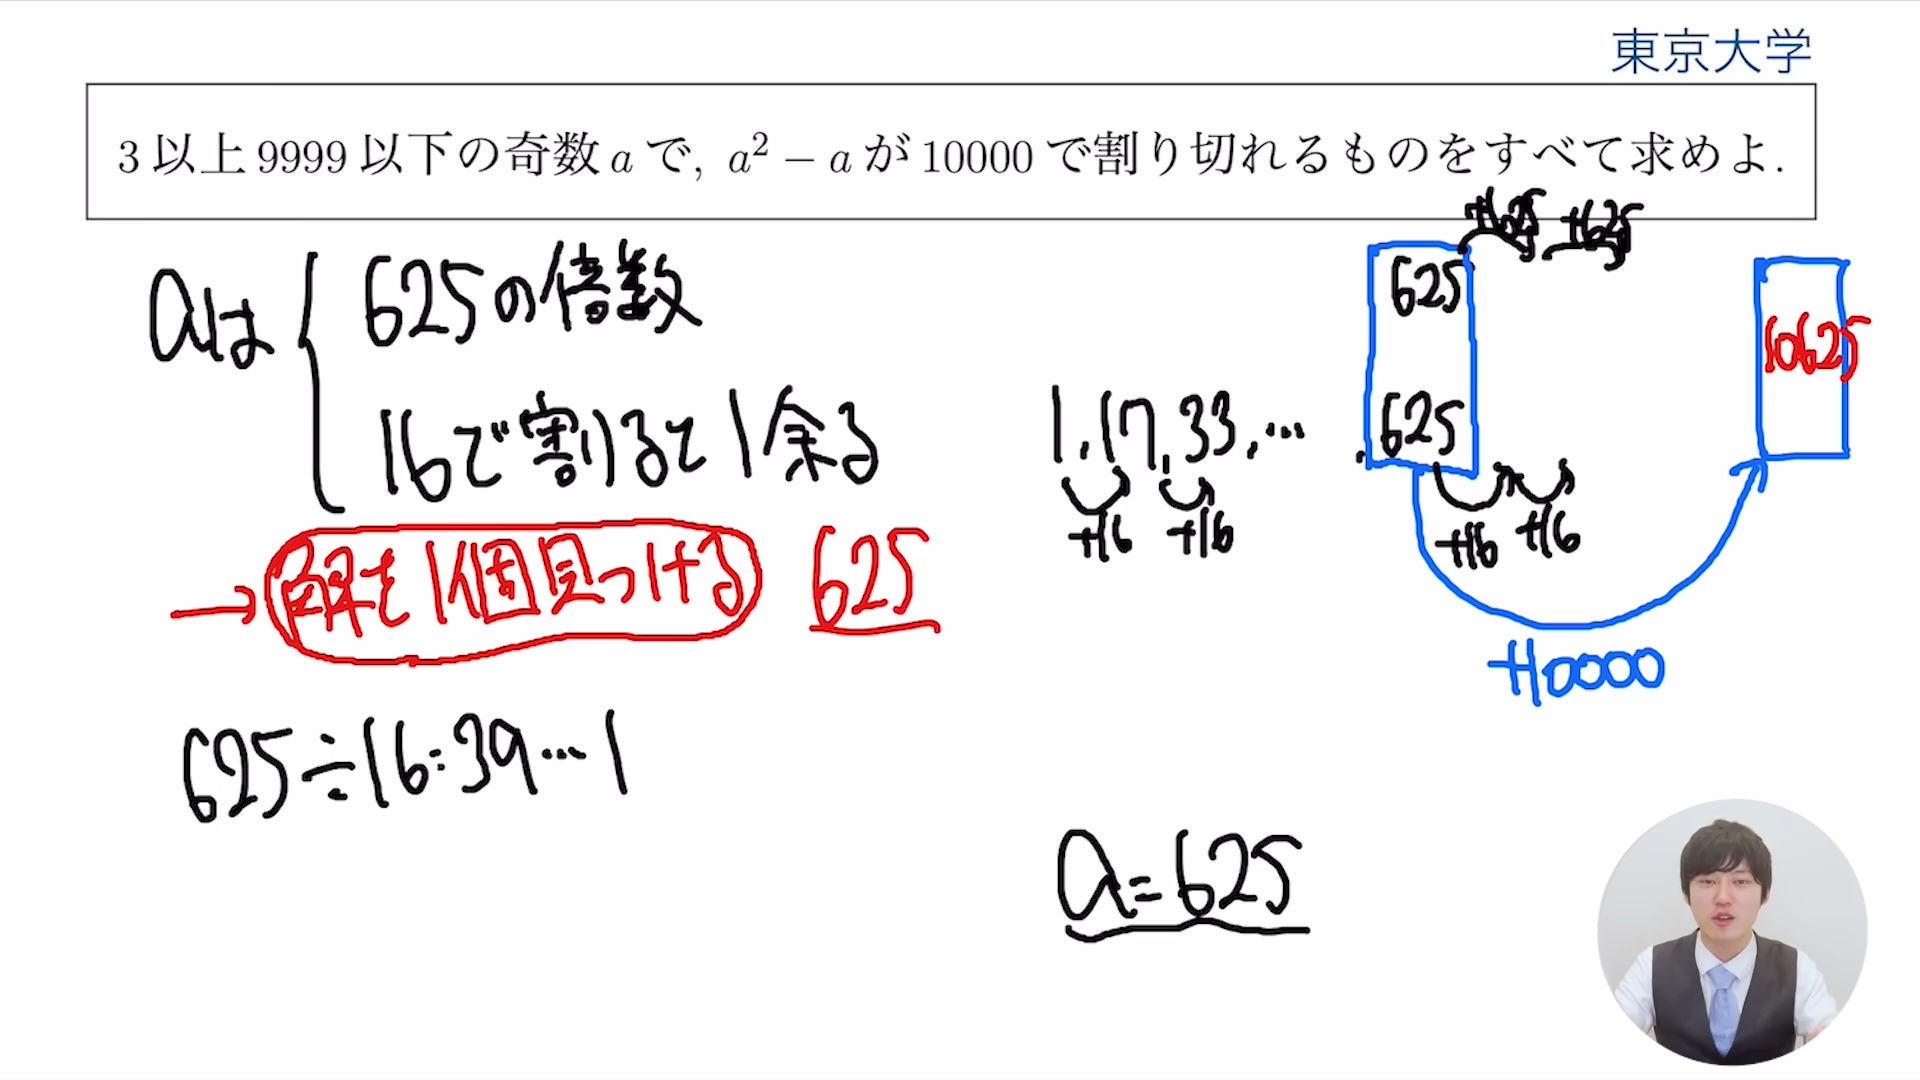 東京大学
3以上9999以下の奇数aで, a² − aが10000で割り切れるものをすべて求めよ.
aは { 625の倍数
16で割ると1余る
→ 解を1個見つける 625
625÷16=39…1
1, 17, 33, …
+16 +16
+625 +625
625
625
+16 +16
10625
+10000
a=625